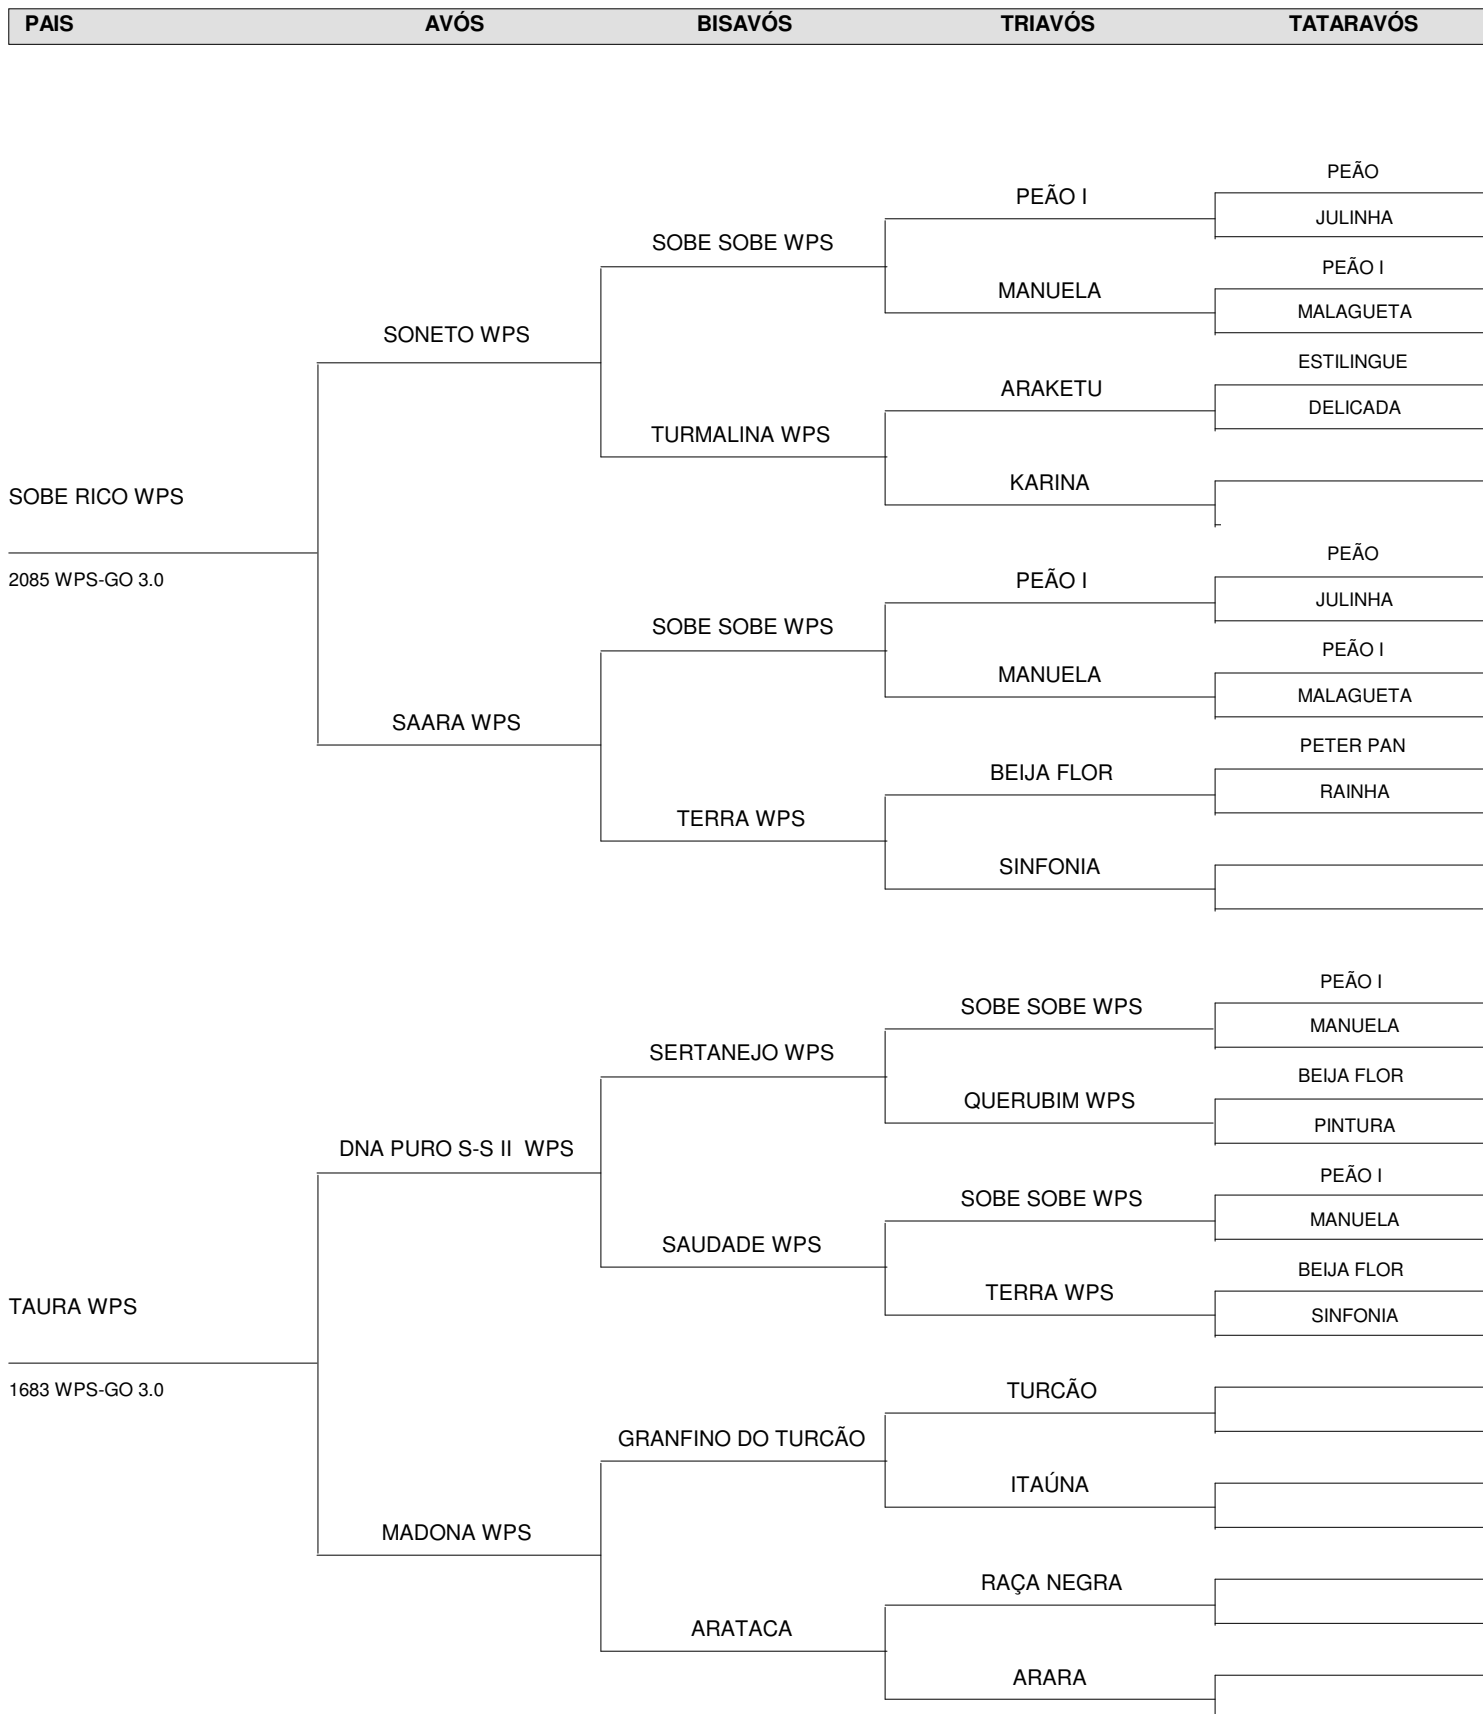 PAIS AVÓS BISAVÓS TRIAVÓS TATARAVÓS
PEÃO
PEÃO I
JULINHA
SOBE SOBE WPS
PEÃO I
MANUELA
MALAGUETA
SONETO WPS
ESTILINGUE
ARAKETU
DELICADA
TURMALINA WPS
KARINA
SOBE RICO WPS
PEÃO
2085 WPS-GO 3.0
PEÃO I
JULINHA
SOBE SOBE WPS
PEÃO I
MANUELA
MALAGUETA
SAARA WPS
PETER PAN
BEIJA FLOR
RAINHA
TERRA WPS
SINFONIA
PEÃO I
SOBE SOBE WPS
MANUELA
SERTANEJO WPS
BEIJA FLOR
QUERUBIM WPS
PINTURA
DNA PURO S-S II WPS
PEÃO I
SOBE SOBE WPS
MANUELA
SAUDADE WPS
BEIJA FLOR
TERRA WPS
TAURA WPS
SINFONIA
1683 WPS-GO 3.0
TURCÃO
GRANFINO DO TURCÃO
ITAÚNA
MADONA WPS
RAÇA NEGRA
ARATACA
ARARA